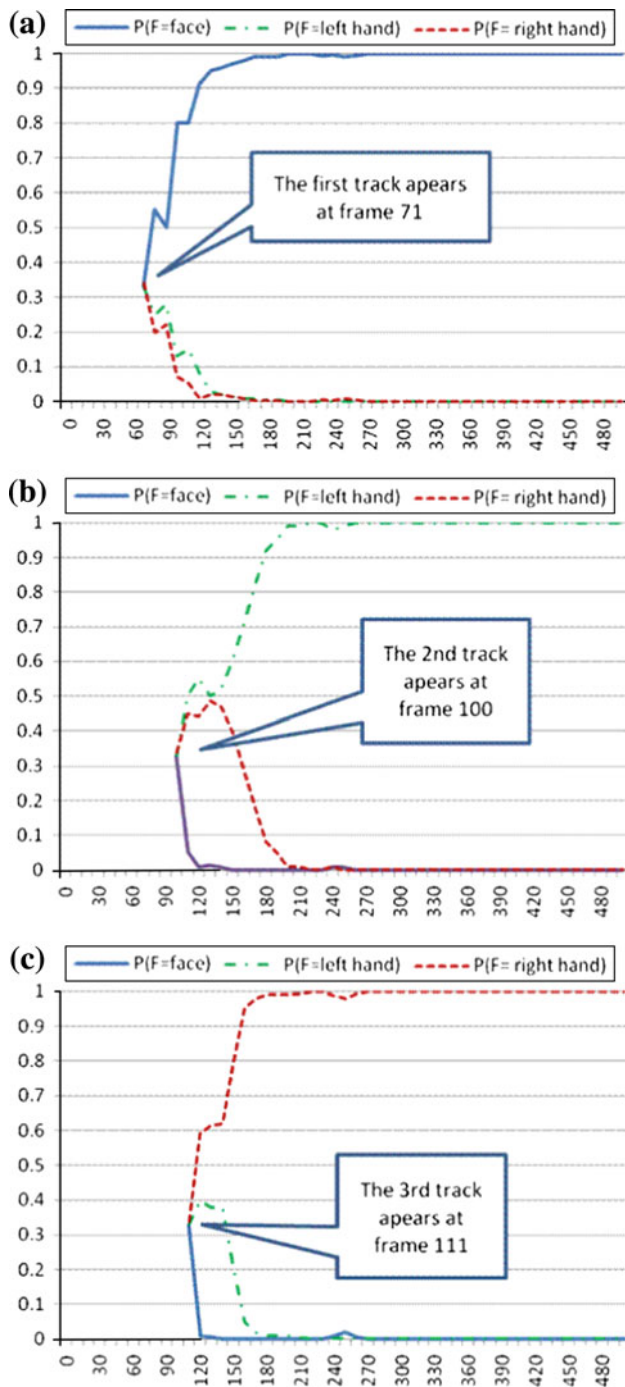 (a)
P(F=face) P(F=left hand) P(F= right hand)
1
0.9
0.8
0.7
0.6
0.5
0.4
0.3
0.2
0.1
0
The first track apears
at frame 71
0 30 60 90 120 150 180 210 240 270 300 330 360 390 420 450 480
(b)
P(F=face) P(F=left hand) P(F= right hand)
1
0.9
0.8
0.7
0.6
0.5
0.4
0.3
0.2
0.1
0
The 2nd track
apears at
frame 100
0 30 60 90 120 150 180 210 240 270 300 330 360 390 420 450 480
(c)
P(F=face) P(F=left hand) P(F= right hand)
1
0.9
0.8
0.7
0.6
0.5
0.4
0.3
0.2
0.1
0
The 3rd track
apears at
frame 111
0 30 60 90 120 150 180 210 240 270 300 330 360 390 420 450 480